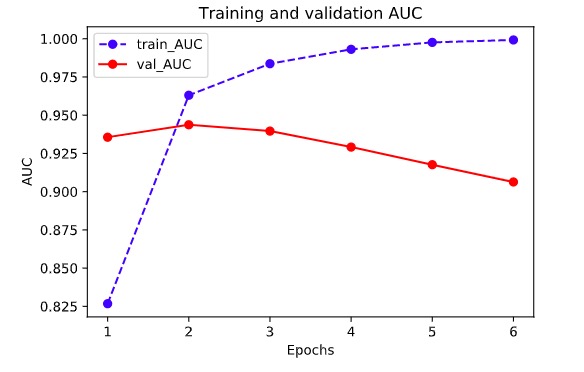 Training and validation AUC
train_AUC
val_AUC
1.000
0.975
0.950
0.925
0.900
0.875
0.850
0.825
AUC
1 2 3 4 5 6
Epochs